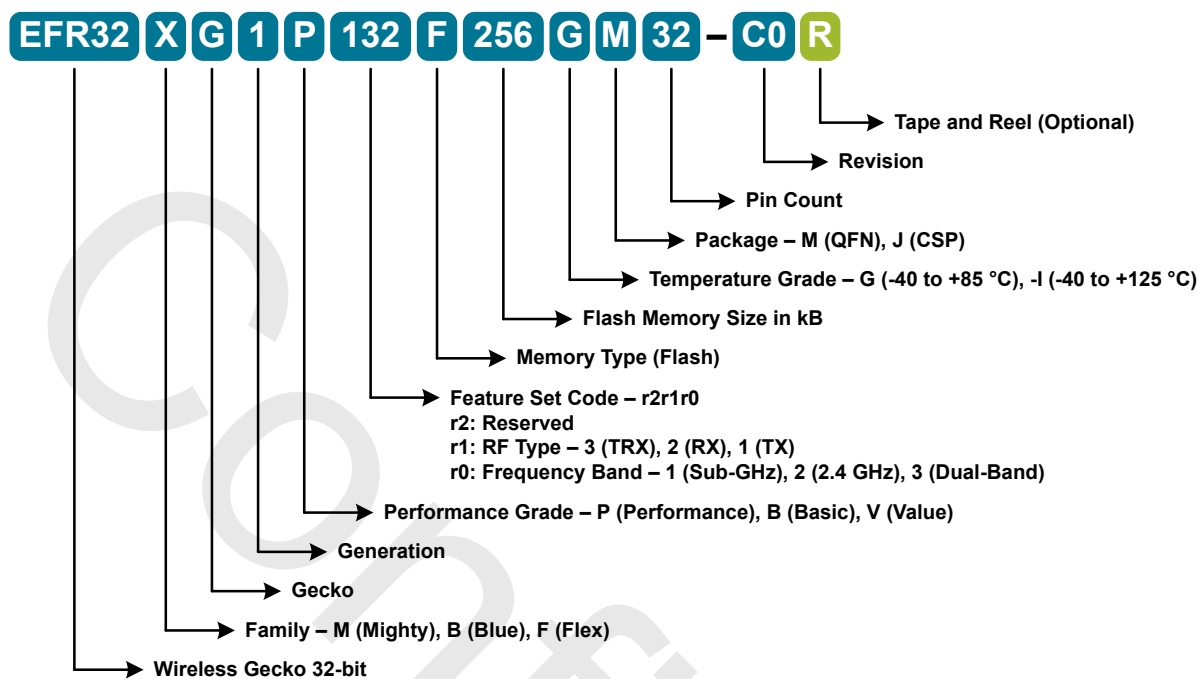 EFR32 X G 1 P 132 F 256 G M 32 – C0 R
Tape and Reel (Optional)
Revision
Pin Count
Package – M (QFN), J (CSP)
Temperature Grade – G (-40 to +85 °C), -I (-40 to +125 °C)
Flash Memory Size in kB
Memory Type (Flash)
Feature Set Code – r2r1r0
r2: Reserved
r1: RF Type – 3 (TRX), 2 (RX), 1 (TX)
r0: Frequency Band – 1 (Sub-GHz), 2 (2.4 GHz), 3 (Dual-Band)
Performance Grade – P (Performance), B (Basic), V (Value)
Generation
Gecko
Family – M (Mighty), B (Blue), F (Flex)
Wireless Gecko 32-bit